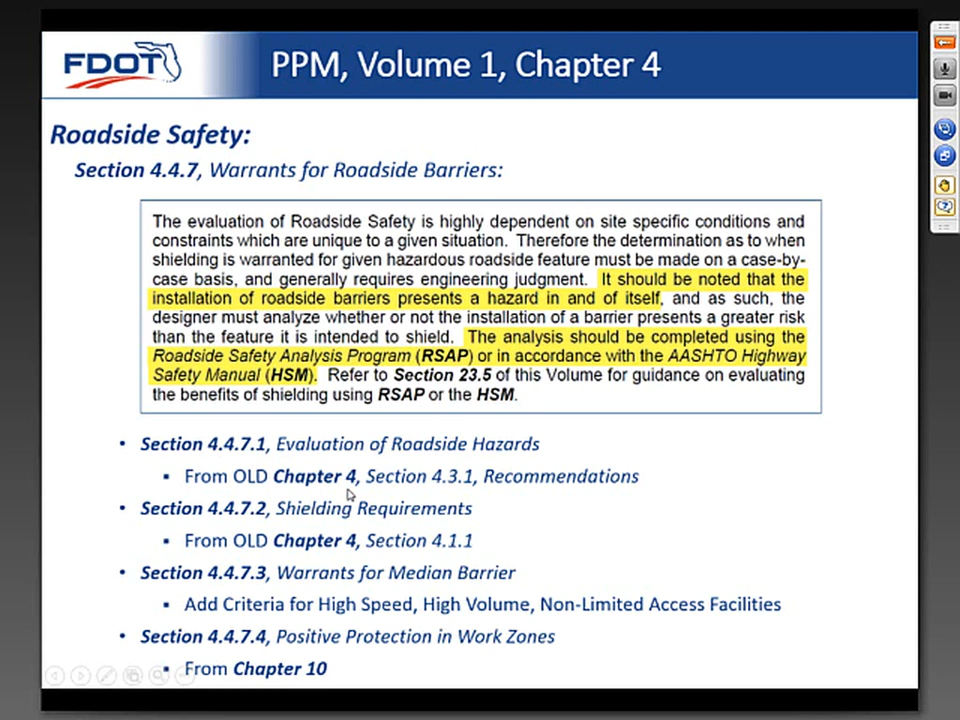 FDOT
PPM, Volume 1, Chapter 4
Roadside Safety:
Section 4.4.7, Warrants for Roadside Barriers:
The evaluation of Roadside Safety is highly dependent on site specific conditions and
constraints which are unique to a given situation. Therefore the determination as to when
shielding is warranted for given hazardous roadside feature must be made on a case-by-
case basis, and generally requires engineering judgment. It should be noted that the
installation of roadside barriers presents a hazard in and of itself, and as such, the
designer must analyze whether or not the installation of a barrier presents a greater risk
than the feature it is intended to shield. The analysis should be completed using the
Roadside Safety Analysis Program (RSAP) or in accordance with the AASHTO Highway
Safety Manual (HSM). Refer to Section 23.5 of this Volume for guidance on evaluating
the benefits of shielding using RSAP or the HSM.
• Section 4.4.7.1, Evaluation of Roadside Hazards
▪ From OLD Chapter 4, Section 4.3.1, Recommendations
• Section 4.4.7.2, Shielding Requirements
▪ From OLD Chapter 4, Section 4.1.1
• Section 4.4.7.3, Warrants for Median Barrier
▪ Add Criteria for High Speed, High Volume, Non-Limited Access Facilities
• Section 4.4.7.4, Positive Protection in Work Zones
▪ From Chapter 10